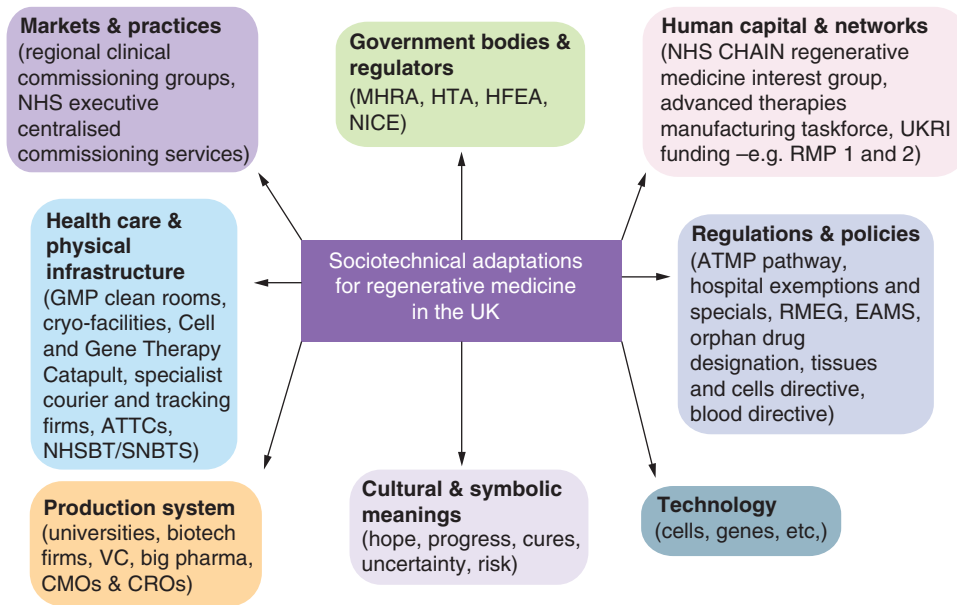 Markets & practices
(regional clinical
commissioning groups,
NHS executive
centralised
commissioning services)
Government bodies &
regulators
(MHRA, HTA, HFEA,
NICE)
Human capital & networks
(NHS CHAIN regenerative
medicine interest group,
advanced therapies
manufacturing taskforce, UKRI
funding –e.g. RMP 1 and 2)
Health care &
physical
infrastructure
(GMP clean rooms,
cryo-facilities, Cell
and Gene Therapy
Catapult, specialist
courier and tracking
firms, ATTCs,
NHSBT/SNBTS)
Sociotechnical adaptations
for regenerative medicine
in the UK
Regulations & policies
(ATMP pathway,
hospital exemptions and
specials, RMEG, EAMS,
orphan drug
designation, tissues
and cells directive,
blood directive)
Production system
(universities, biotech
firms, VC, big pharma,
CMOs & CROs)
Cultural & symbolic
meanings
(hope, progress, cures,
uncertainty, risk)
Technology
(cells, genes, etc,)